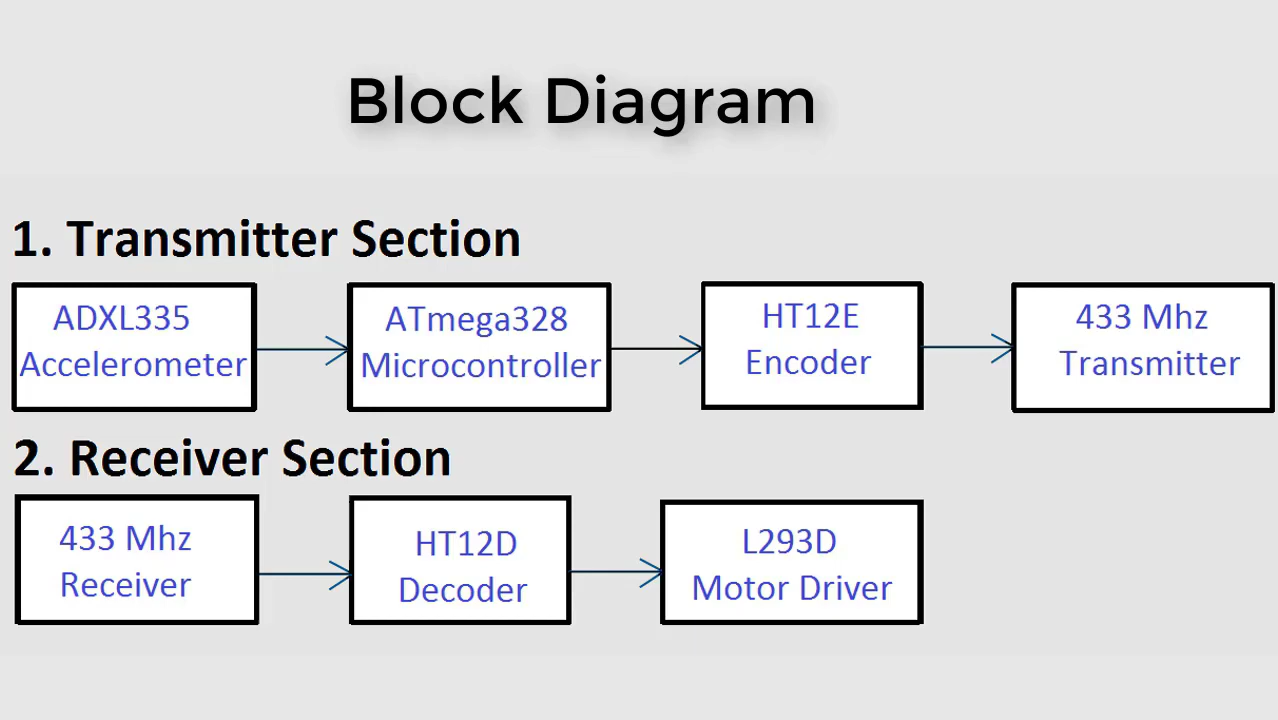 Block Diagram
1. Transmitter Section
ADXL335
Accelerometer
ATmega328
Microcontroller
HT12E
Encoder
433 Mhz
Transmitter
2. Receiver Section
433 Mhz
Receiver
HT12D
Decoder
L293D
Motor Driver